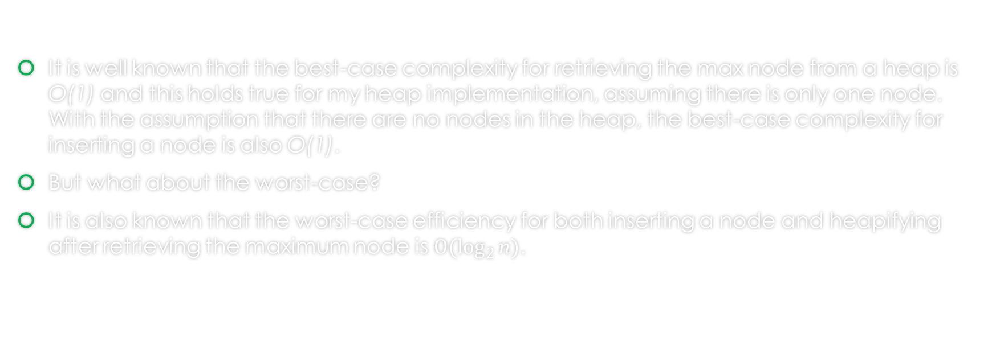 It is well known that the best-case complexity for retrieving the max node from a heap is
O(1) and this holds true for my heap implementation, assuming there is only one node.
With the assumption that there are no nodes in the heap, the best-case complexity for
inserting a node is also O(1).
But what about the worst-case?
It is also known that the worst-case efficiency for both inserting a node and heapifying
after retrieving the maximum node is O(log₂ n).